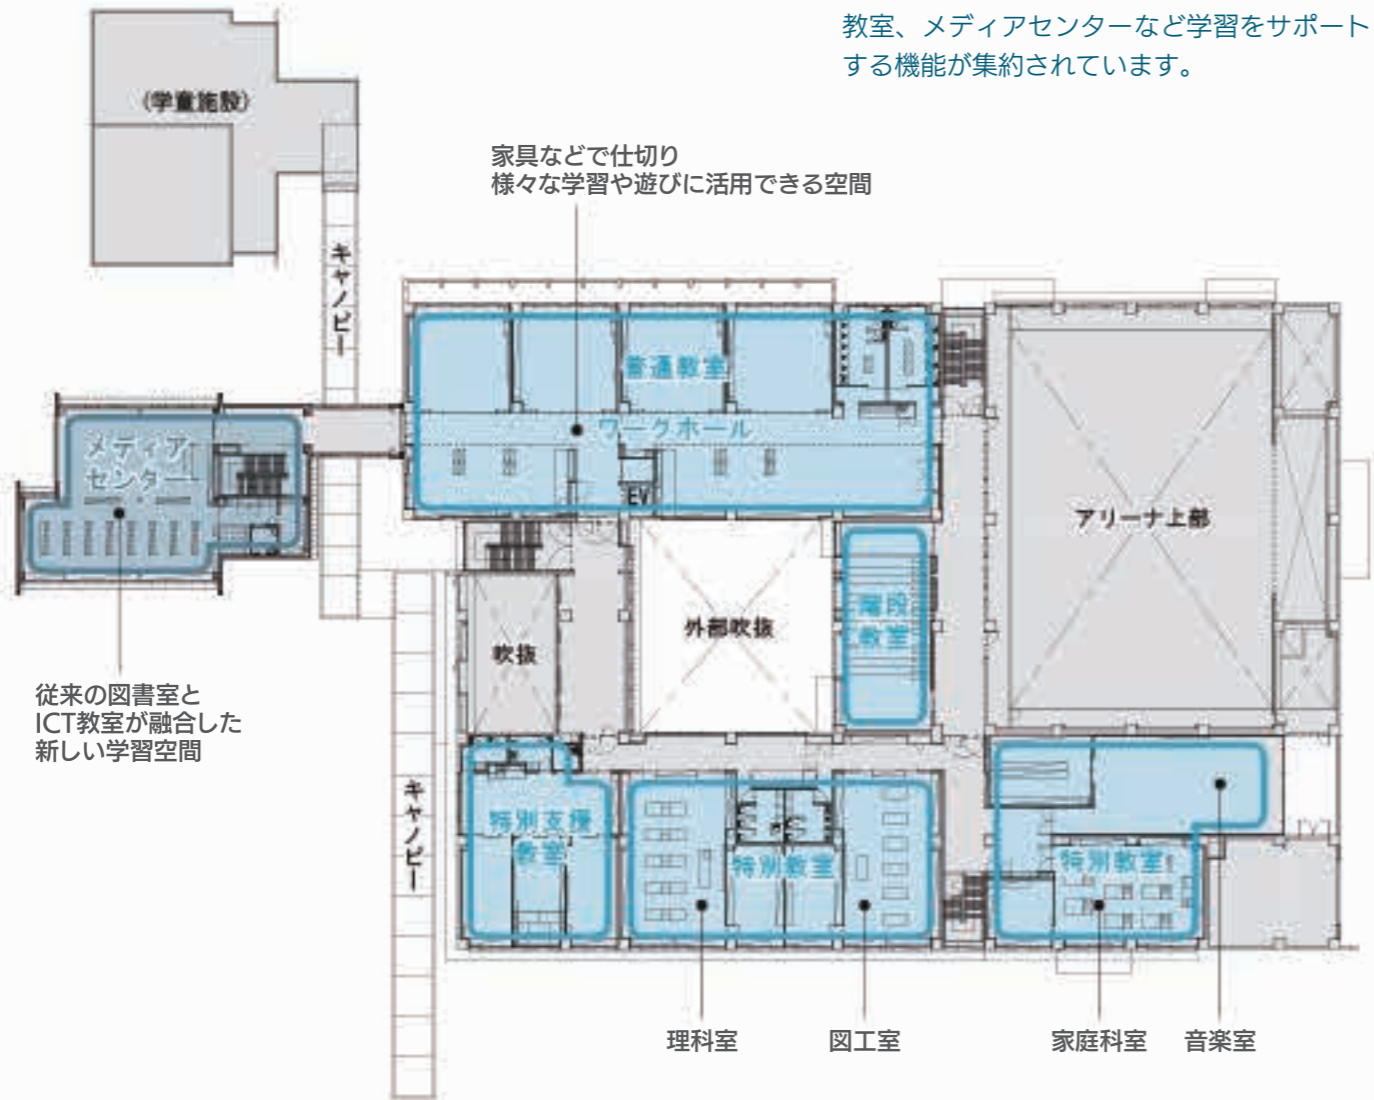 教室、メディアセンターなど学習をサポート
する機能が集約されています。
(学童施設)
家具などで仕切り
様々な学習や遊びに活用できる空間
キャノピー
普通教室
ワークホール
メディア
センター
EV
アリーナ上部
階段
教室
外部吹抜
吹抜
従来の図書室と
ICT教室が融合した
新しい学習空間
キャノピー
特別支援
教室
特別教室
特別教室
理科室
図工室
家庭科室
音楽室